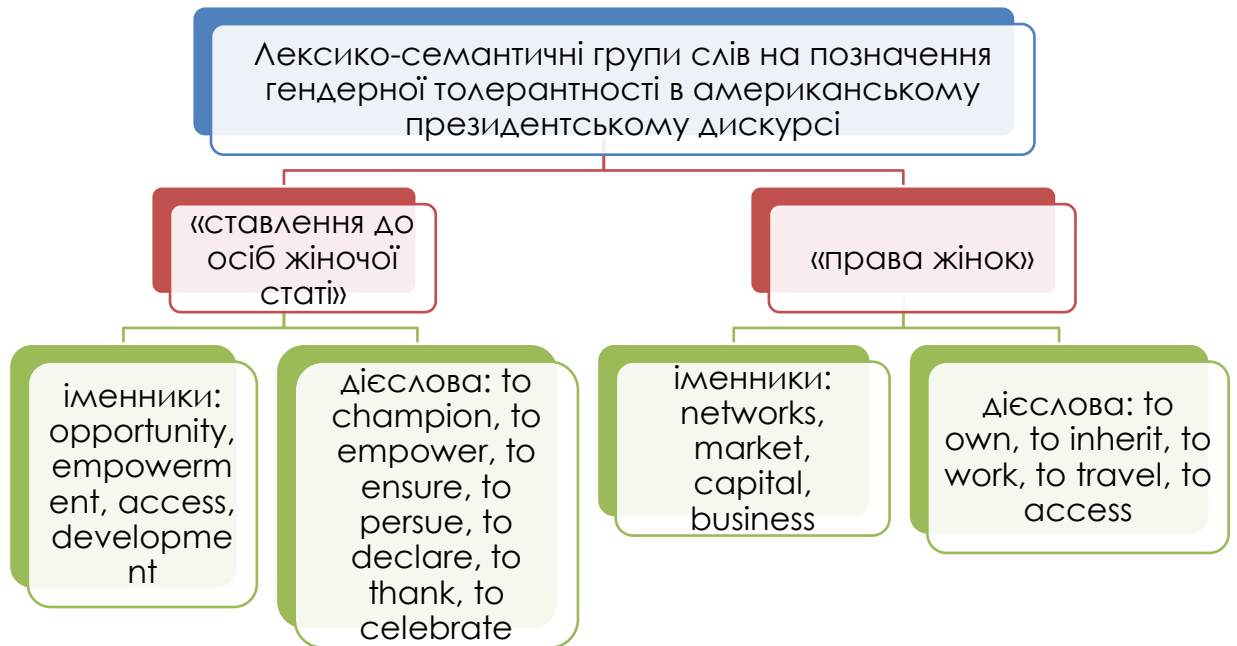 Лексико-семантичні групи слів на позначення
гендерної толерантності в американському
президентському дискурсі
«ставлення до
осіб жіночої
статі»
«права жінок»
іменники:
opportunity,
empowerm
ent, access,
developme
nt
дієслова: to
champion, to
empower, to
ensure, to
persue, to
declare, to
thank, to
celebrate
іменники:
networks,
market,
capital,
business
дієслова: to
own, to inherit, to
work, to travel, to
access